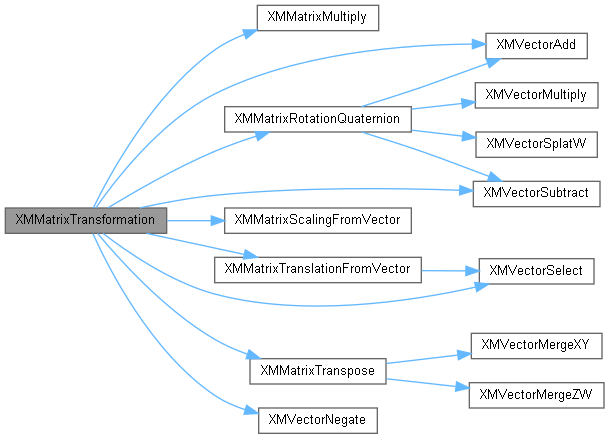 XMMatrixMultiply
XMVectorAdd
XMVectorMultiply
XMMatrixRotationQuaternion
XMVectorSplatW
XMVectorSubtract
XMMatrixTransformation
XMMatrixScalingFromVector
XMMatrixTranslationFromVector
XMVectorSelect
XMVectorMergeXY
XMMatrixTranspose
XMVectorMergeZW
XMVectorNegate